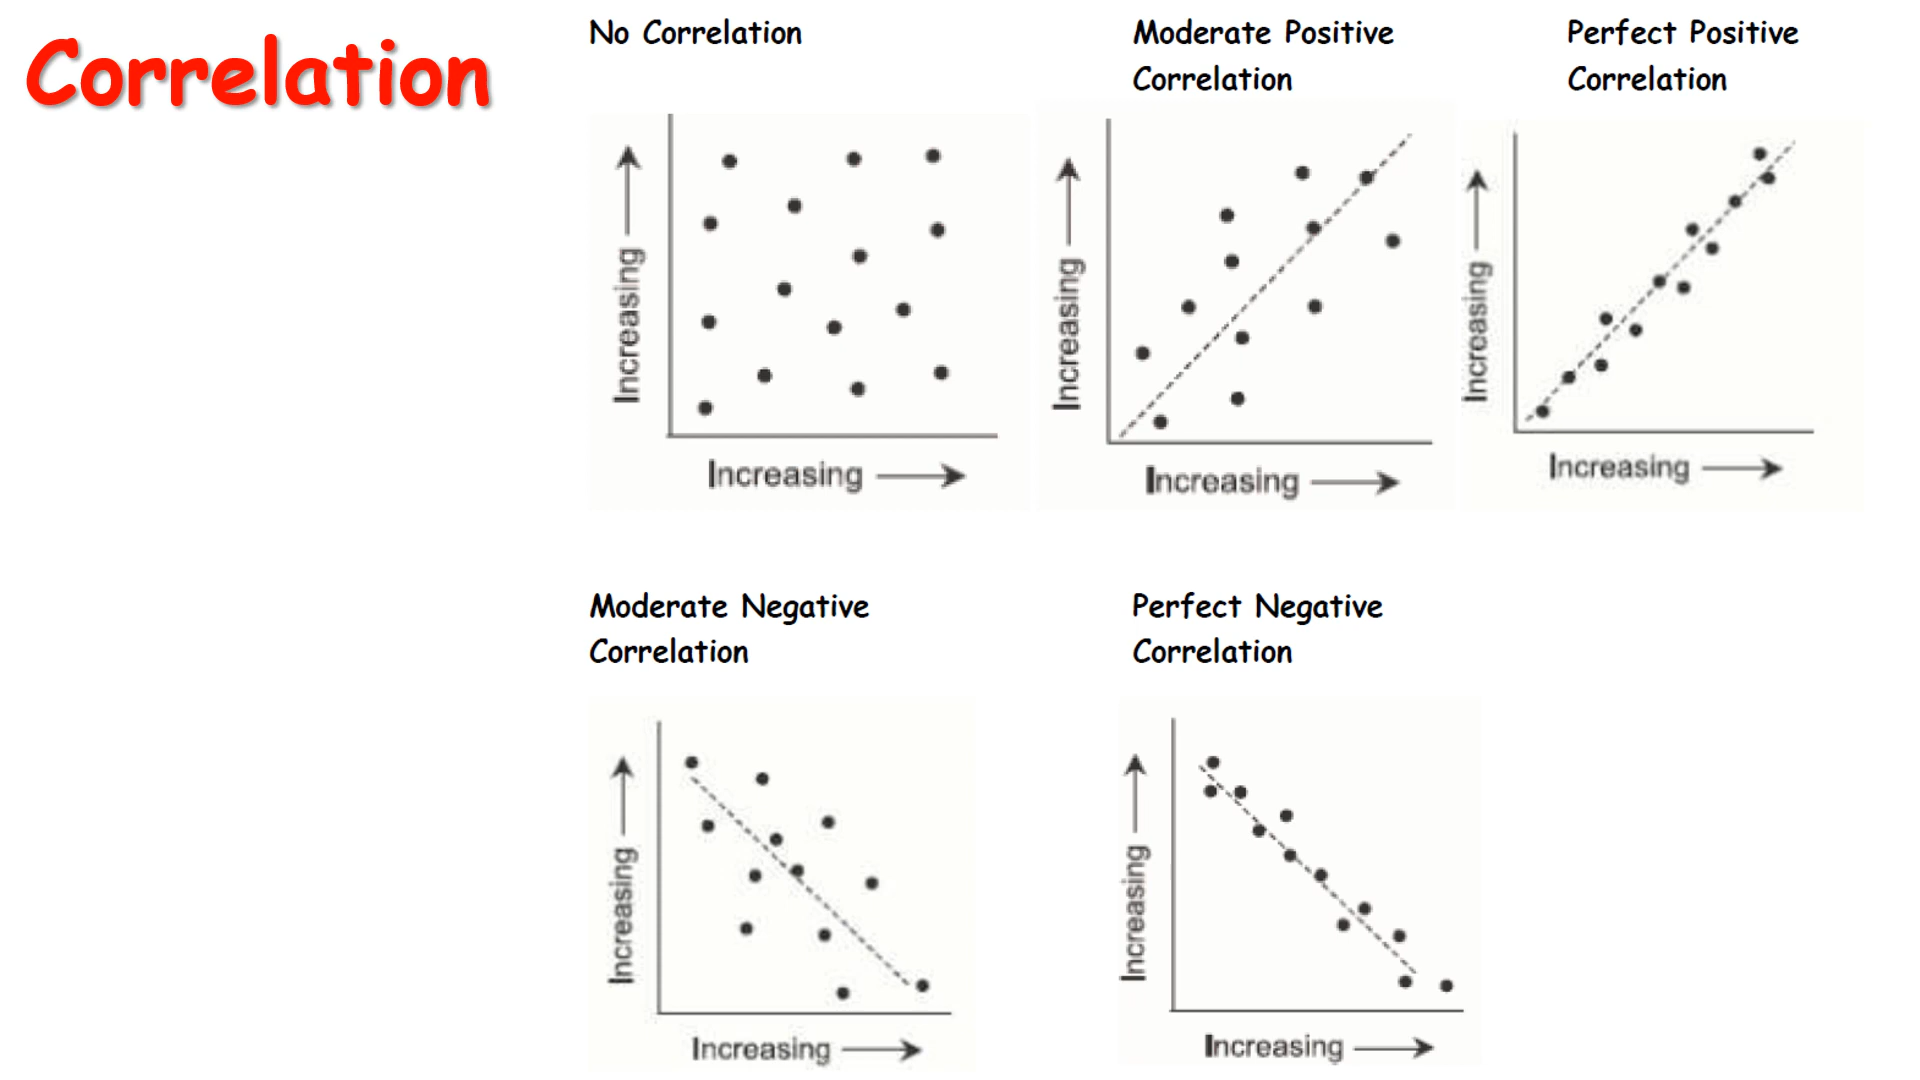 Correlation
No Correlation
Moderate Positive
Correlation
Perfect Positive
Correlation
Increasing
Increasing
Increasing
Increasing
Increasing
Increasing
Moderate Negative
Correlation
Perfect Negative
Correlation
Increasing
Increasing
Increasing
Increasing